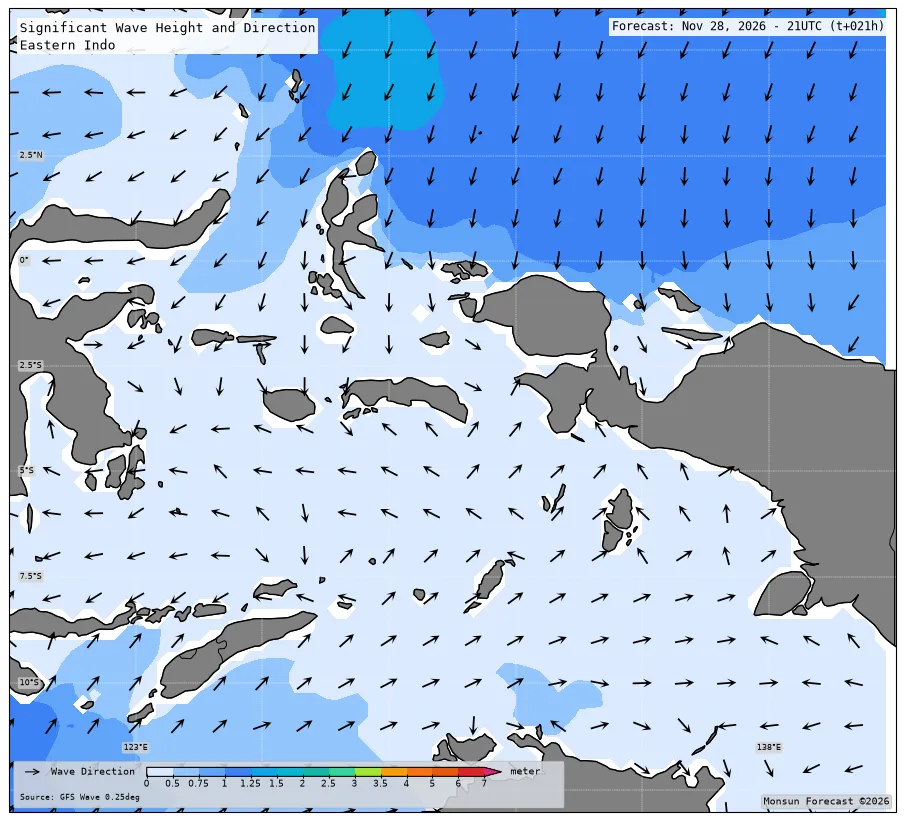 Significant Wave Height and Direction
Eastern Indo
Forecast: Nov 28, 2026 - 21UTC (t+021h)
2.5°N
0°
2.5°S
5°S
7.5°S
10°S
123°E
138°E
Wave Direction
meter
0 0.5 0.75 1 1.25 1.5 2 2.5 3 3.5 4 5 6 7
Source: GFS Wave 0.25deg
Monsun Forecast ©2026